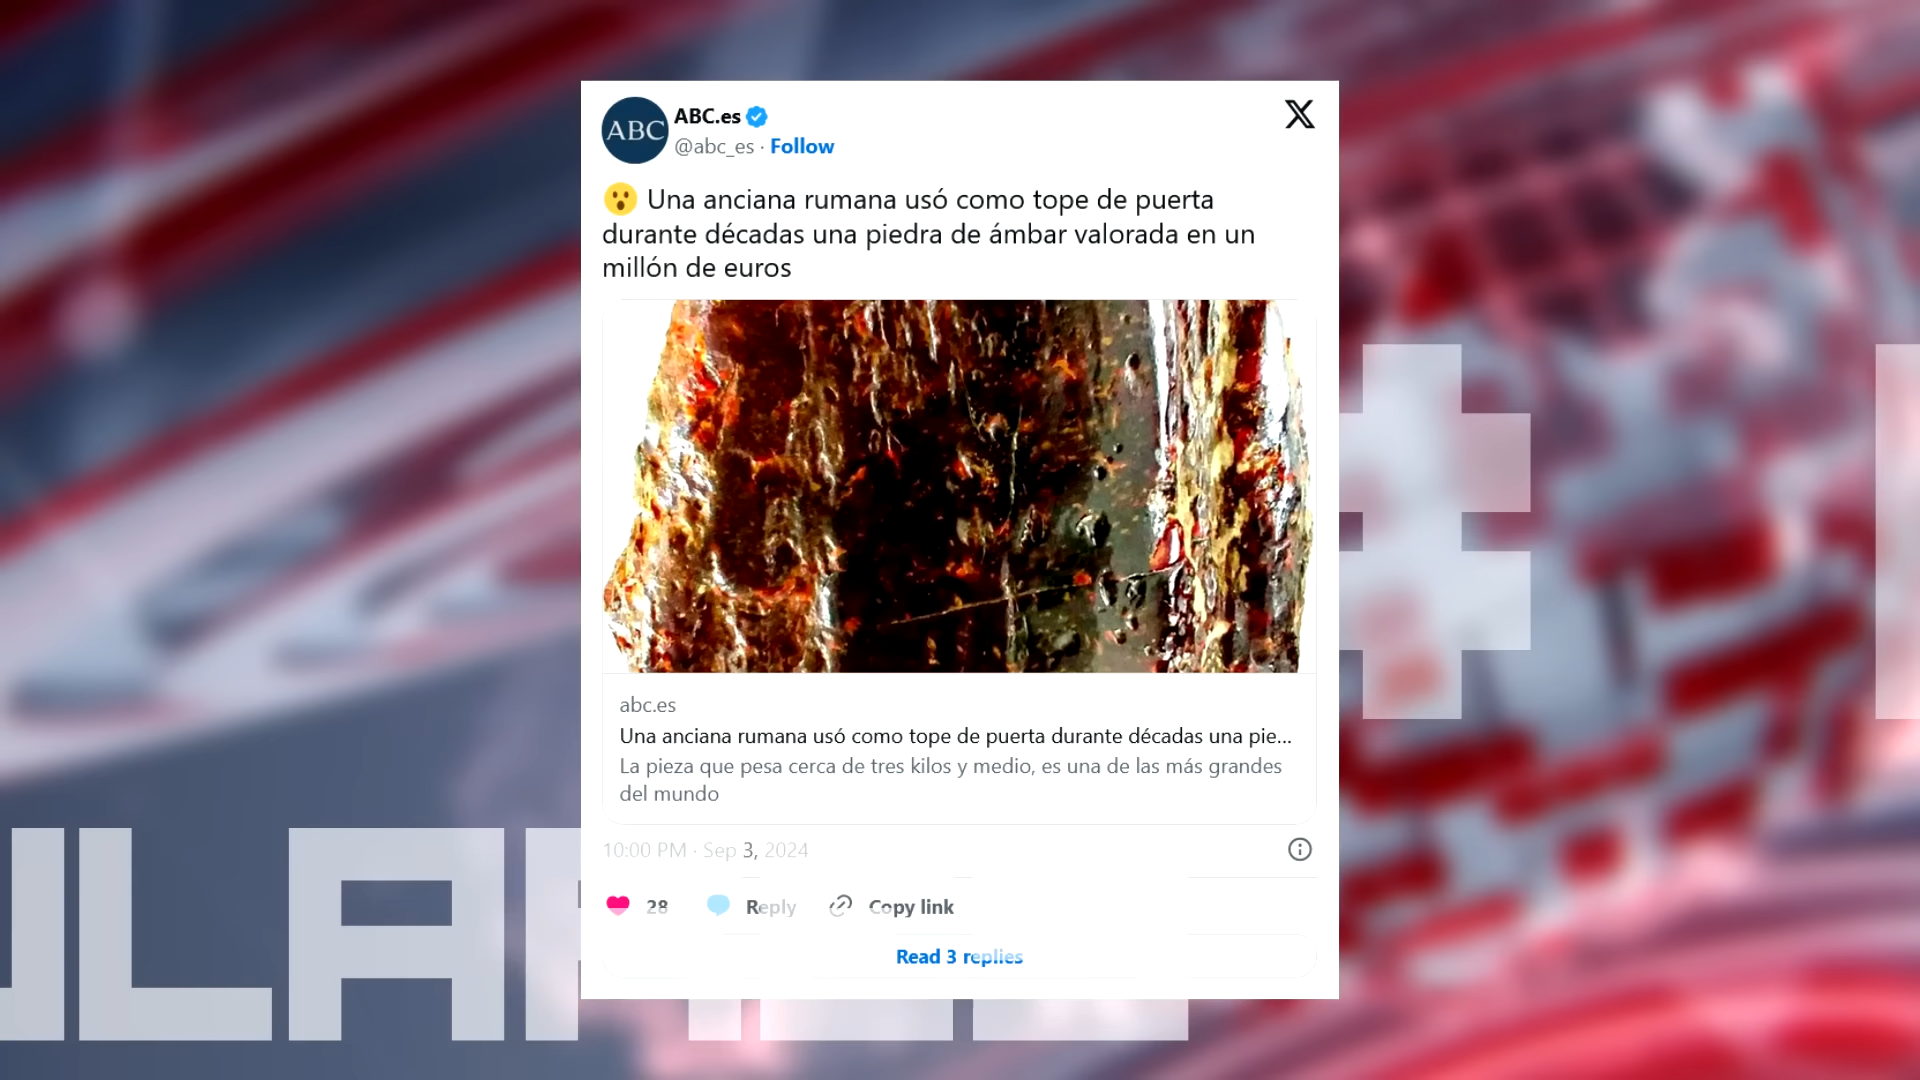 ABC
ABC.es
@abc_es · Follow
😮 Una anciana rumana usó como tope de puerta
durante décadas una piedra de ámbar valorada en un
millón de euros
abc.es
Una anciana rumana usó como tope de puerta durante décadas una pie...
La pieza que pesa cerca de tres kilos y medio, es una de las más grandes
del mundo
10:00 PM · Sep 3, 2024
28 Reply Copy link
Read 3 replies